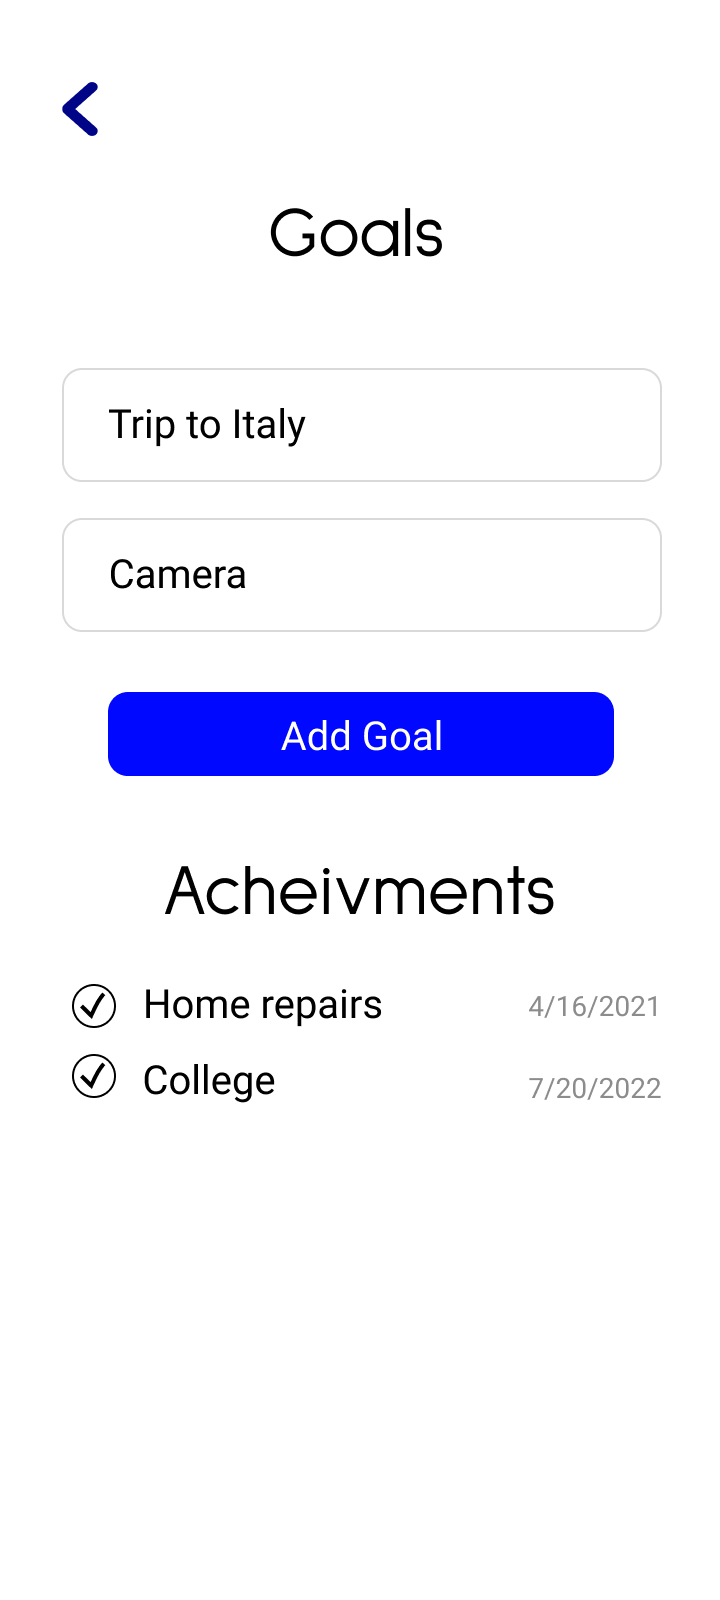 Goals
Trip to Italy
Camera
Add Goal
Acheivments
Home repairs 4/16/2021
College 7/20/2022